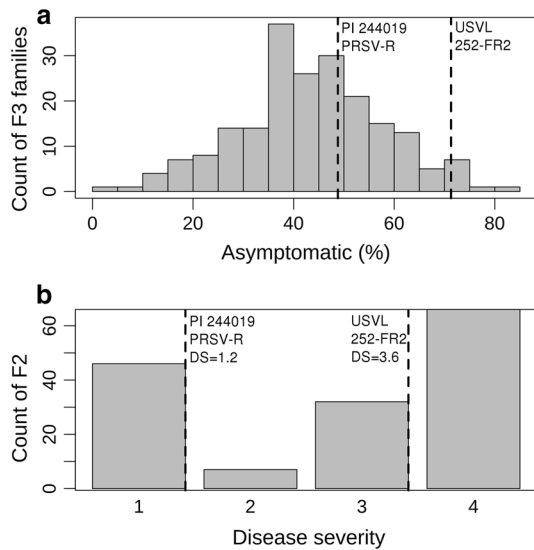 a
Count of F3 families
0
10
20
30
PI 244019
PRSV-R
USVL
252-FR2
0
20
40
60
80
Asymptomatic (%)
b
Count of F2
0
20
40
60
PI 244019
PRSV-R
DS=1.2
USVL
252-FR2
DS=3.6
1
2
3
4
Disease severity